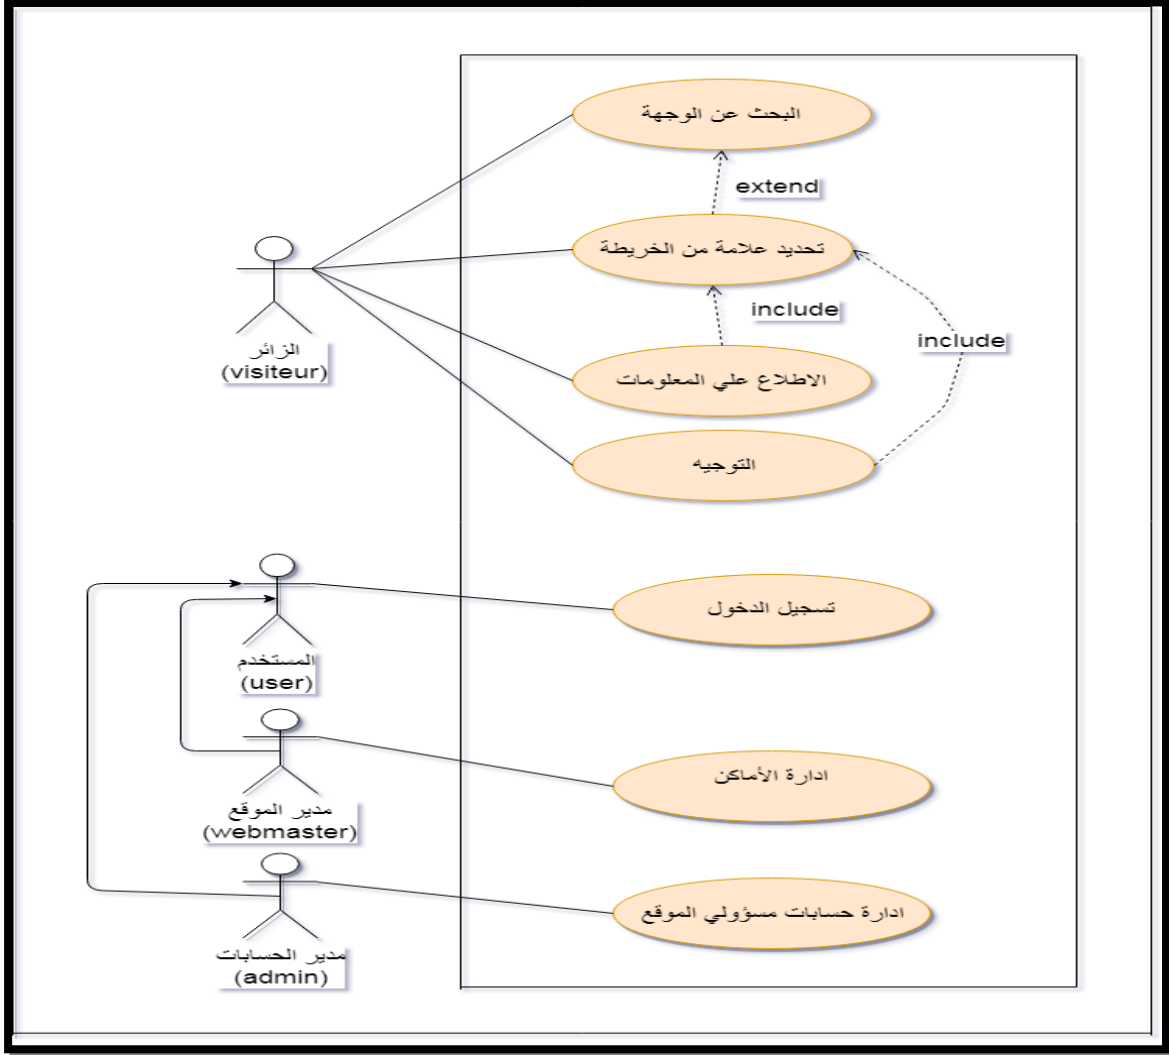 البحث عن الوجهة
extend
تحديد علامة من الخريطة
include
include
الزائر
(visiteur)
الاطلاع علي المعلومات
التوجيه
تسجيل الدخول
المستخدم
(user)
ادارة الأماكن
مدير الموقع
(webmaster)
ادارة حسابات مسؤولي الموقع
مدير الحسابات
(admin)